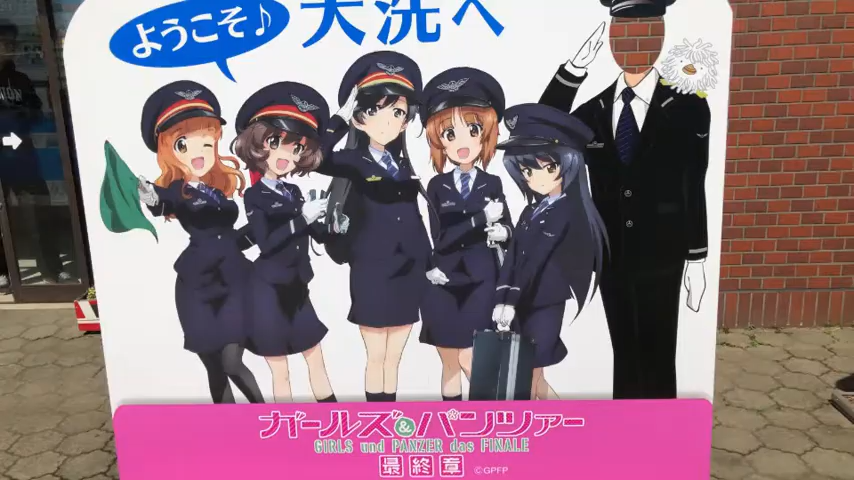 ようこそ♪
大洗へ
ガールズ&パンツァー
GIRLS und PANZER das FINALE
最終章
©GPFP